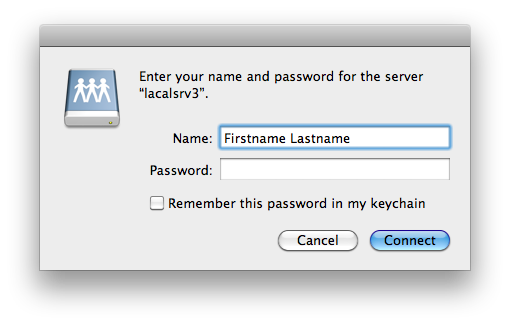 Enter your name and password for the server
“lacalsrv3”.
Name: Firstname Lastname
Password:
Remember this password in my keychain
Cancel Connect